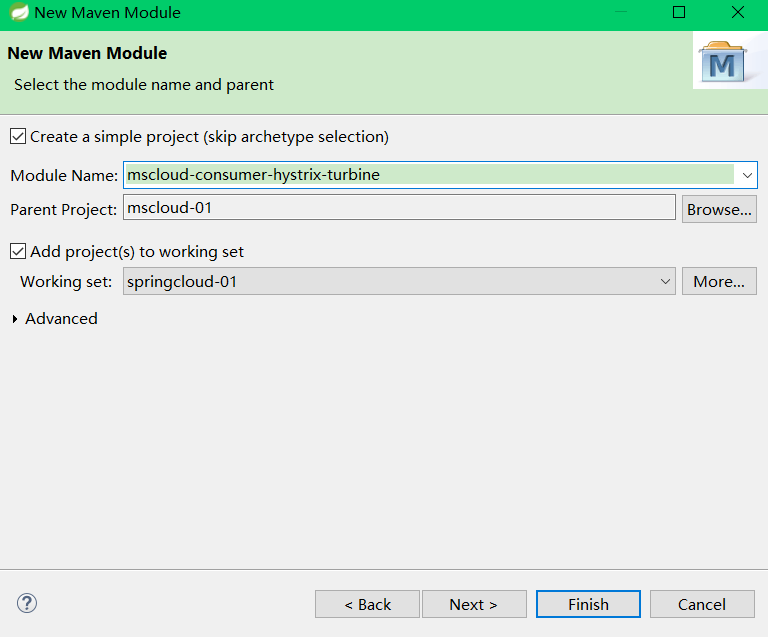 New Maven Module
New Maven Module
Select the module name and parent
M
Create a simple project (skip archetype selection)
Module Name: mscloud-consumer-hystrix-turbine
Parent Project: mscloud-01 Browse...
Add project(s) to working set
Working set: springcloud-01 More...
Advanced
? < Back Next > Finish Cancel